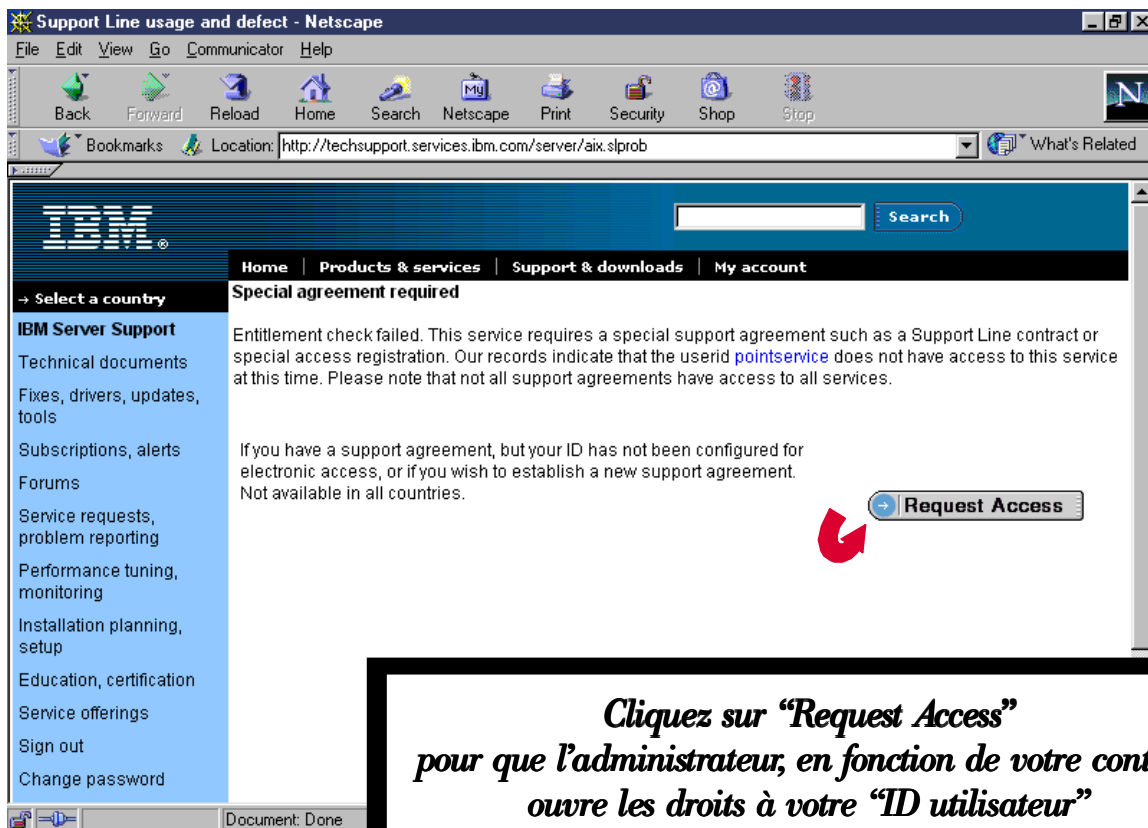 Support Line usage and defect - Netscape
File Edit View Go Communicator Help
Back Forward Reload Home Search Netscape Print Security Shop Stop
My
N
Bookmarks Location: http://techsupport.services.ibm.com/server/aix.slprob What's Related
IBM®
Search
Home | Products & services | Support & downloads | My account
→ Select a country
Special agreement required
IBM Server Support
Technical documents
Fixes, drivers, updates,
tools
Subscriptions, alerts
Forums
Service requests,
problem reporting
Performance tuning,
monitoring
Installation planning,
setup
Education, certification
Service offerings
Sign out
Change password
Entitlement check failed. This service requires a special support agreement such as a Support Line contract or
special access registration. Our records indicate that the userid pointservice does not have access to this service
at this time. Please note that not all support agreements have access to all services.
If you have a support agreement, but your ID has not been configured for
electronic access, or if you wish to establish a new support agreement.
Not available in all countries.
Request Access
Cliquez sur “Request Access”
pour que l’administrateur, en fonction de votre cont
ouvre les droits à votre “ID utilisateur”
Document: Done